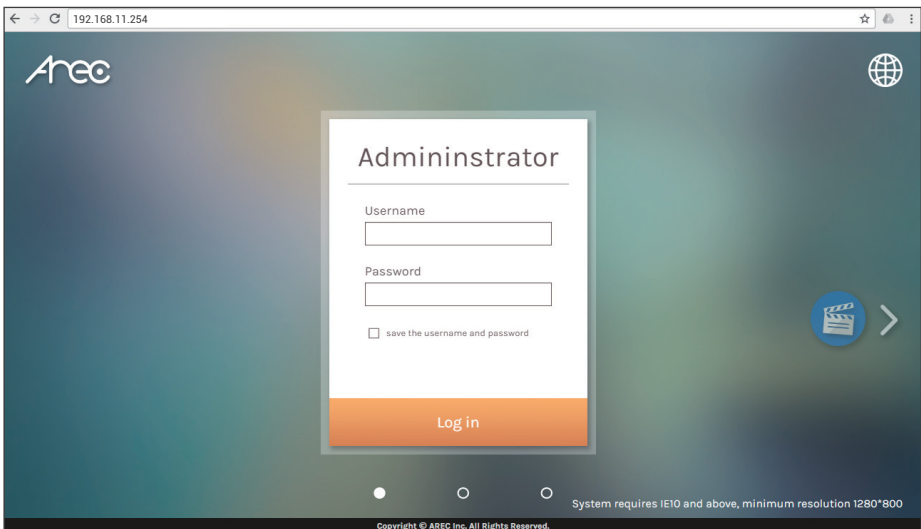 192.168.11.254
Arec
Admininstrator
Username
Password
save the username and password
Log in
System requires IE10 and above, minimum resolution 1280*800
Copyright © AREC Inc. All Rights Reserved.